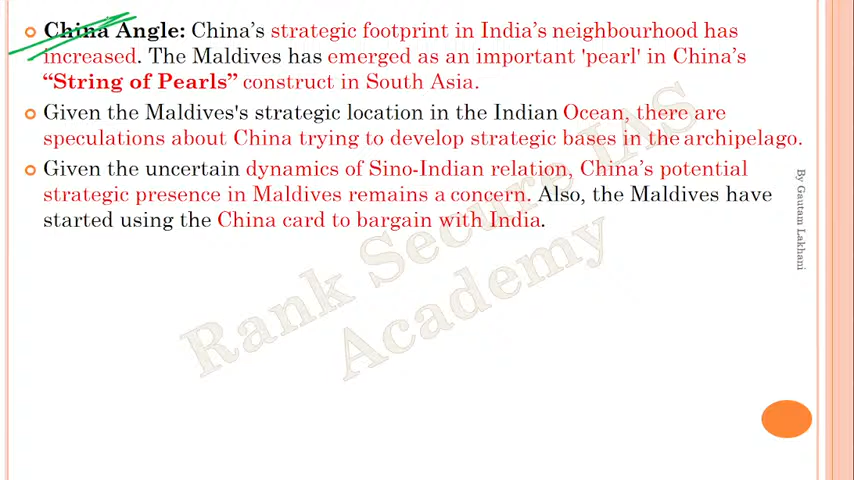 China Angle: China's strategic footprint in India's neighbourhood has
increased. The Maldives has emerged as an important 'pearl' in China's
“String of Pearls” construct in South Asia.
Given the Maldives's strategic location in the Indian Ocean, there are
speculations about China trying to develop strategic bases in the archipelago.
Given the uncertain dynamics of Sino-Indian relation, China's potential
strategic presence in Maldives remains a concern. Also, the Maldives have
started using the China card to bargain with India.
By Gautam Lakhani
Rank Secure IAS
Academy